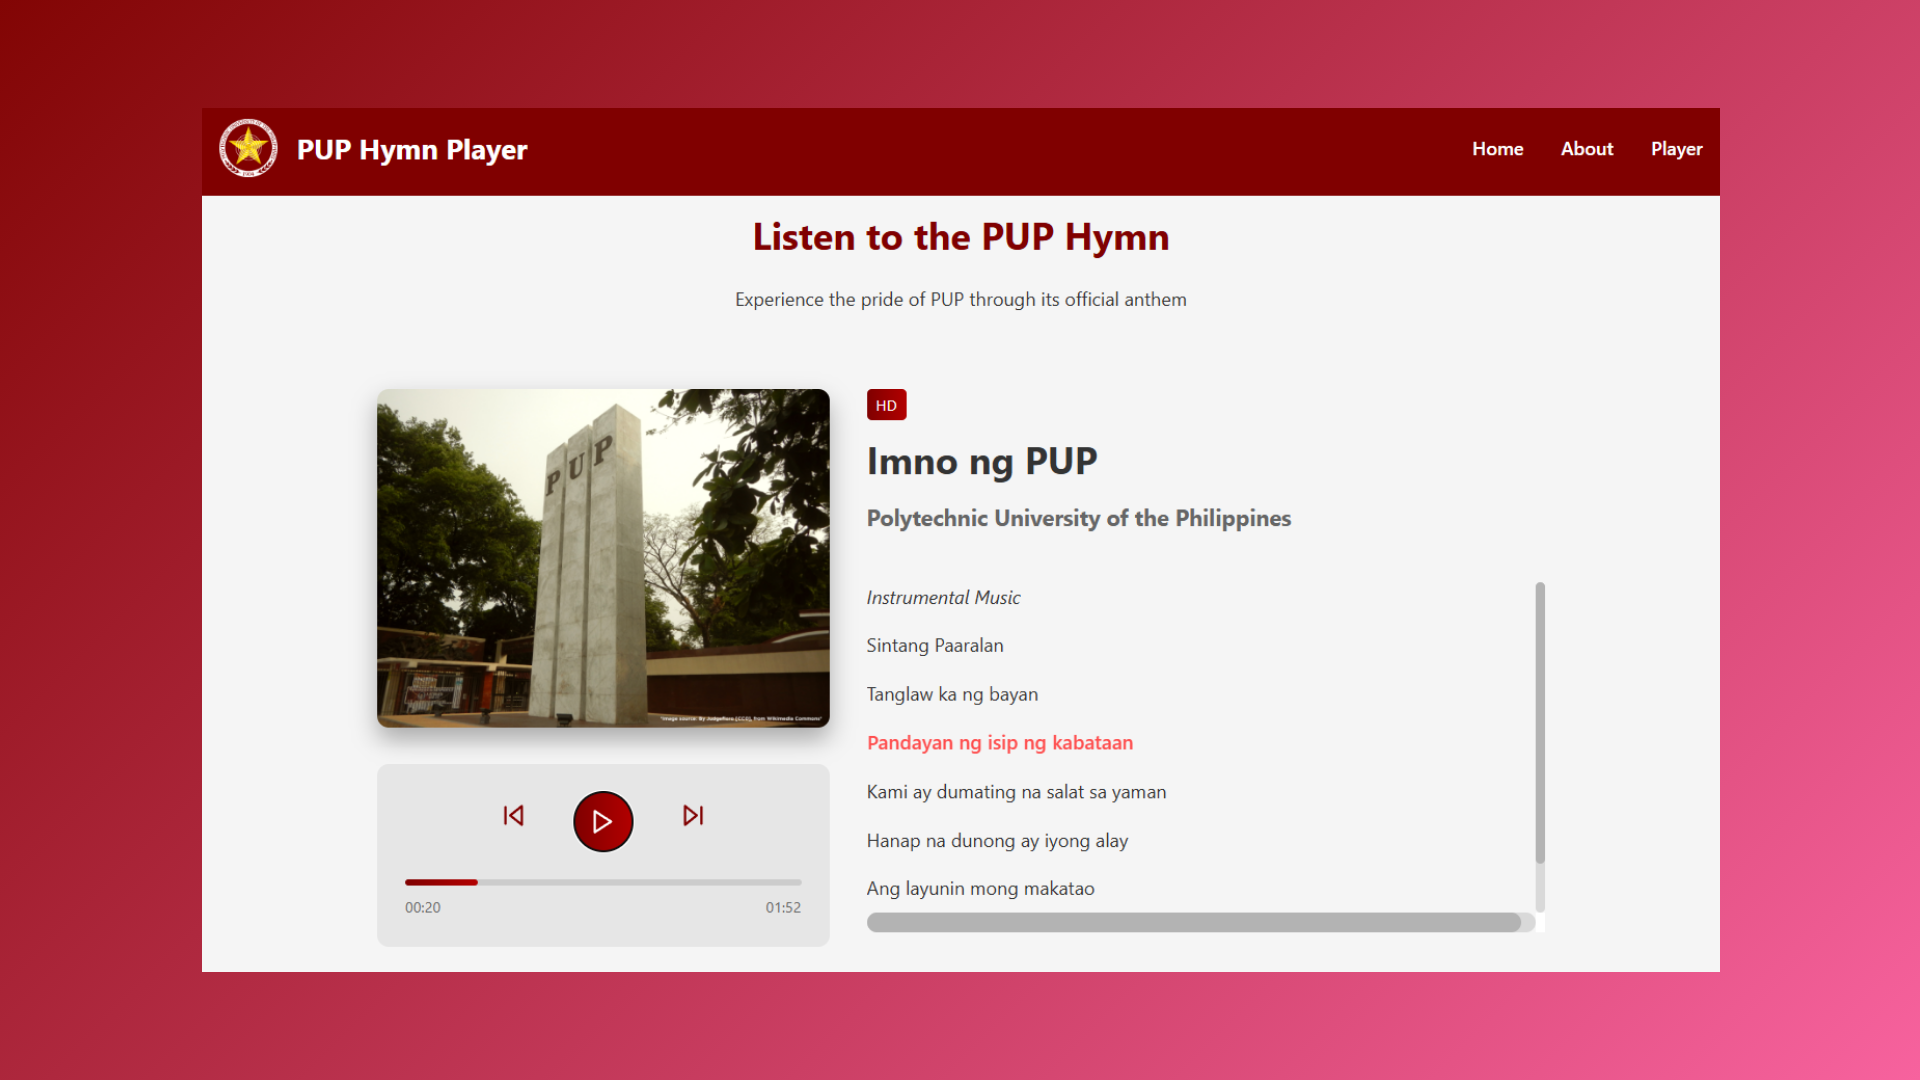 PUP Hymn Player
Home
About
Player
Listen to the PUP Hymn
Experience the pride of PUP through its official anthem
PUP
HD
Imno ng PUP
Polytechnic University of the Philippines
Instrumental Music
Sintang Paaralan
Tanglaw ka ng bayan
Pandayan ng isip ng kabataan
Kami ay dumating na salat sa yaman
Hanap na dunong ay iyong alay
Ang layunin mong makatao
00:20
01:52